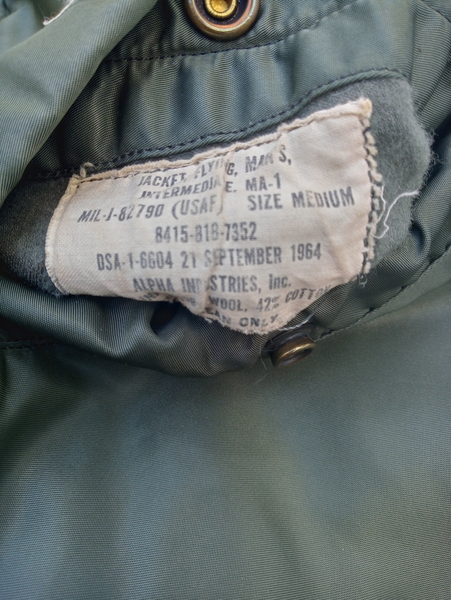 JACKET, FLYING, MAN'S,
INTERMEDIATE. MA-1
MIL-J-8279D (USAF) SIZE MEDIUM
8415-818-7352
DSA-1-6604 21 SEPTEMBER 1964
ALPHA INDUSTRIES, Inc.
WOOL, 42% COTTON
ONLY